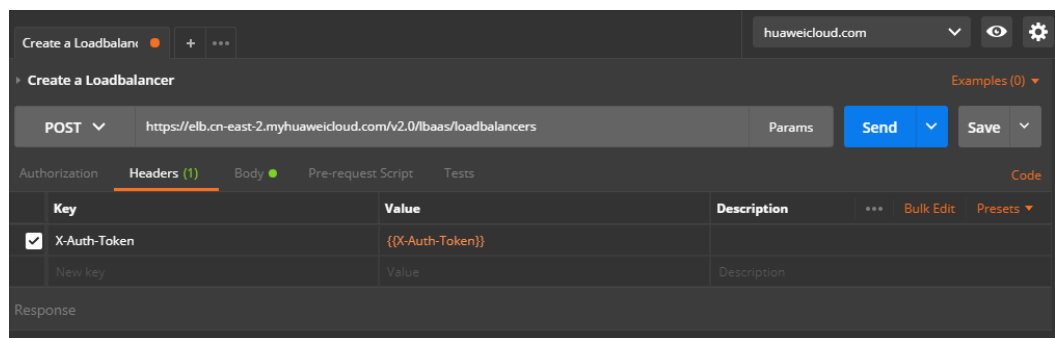 Create a Loadbalanc + ••• huaweicloud.com
Create a Loadbalancer Examples (0)
POST https://elb.cn-east-2.myhuaweicloud.com/v2.0/lbaas/loadbalancers Params Send Save
Authorization Headers (1) Body Pre-request Script Tests Code
Key Value Description ••• Bulk Edit Presets
X-Auth-Token {{X-Auth-Token}}
New key Value Description
Response